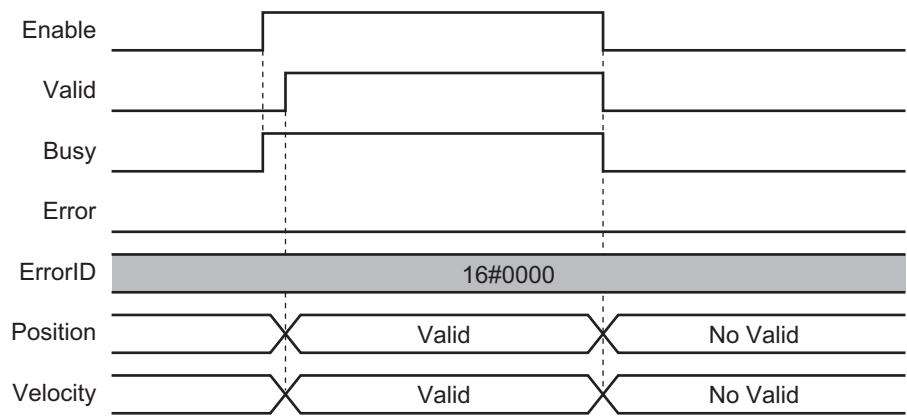 Enable
Valid
Busy
Error
ErrorID 16#0000
Position Valid No Valid
Velocity Valid No Valid